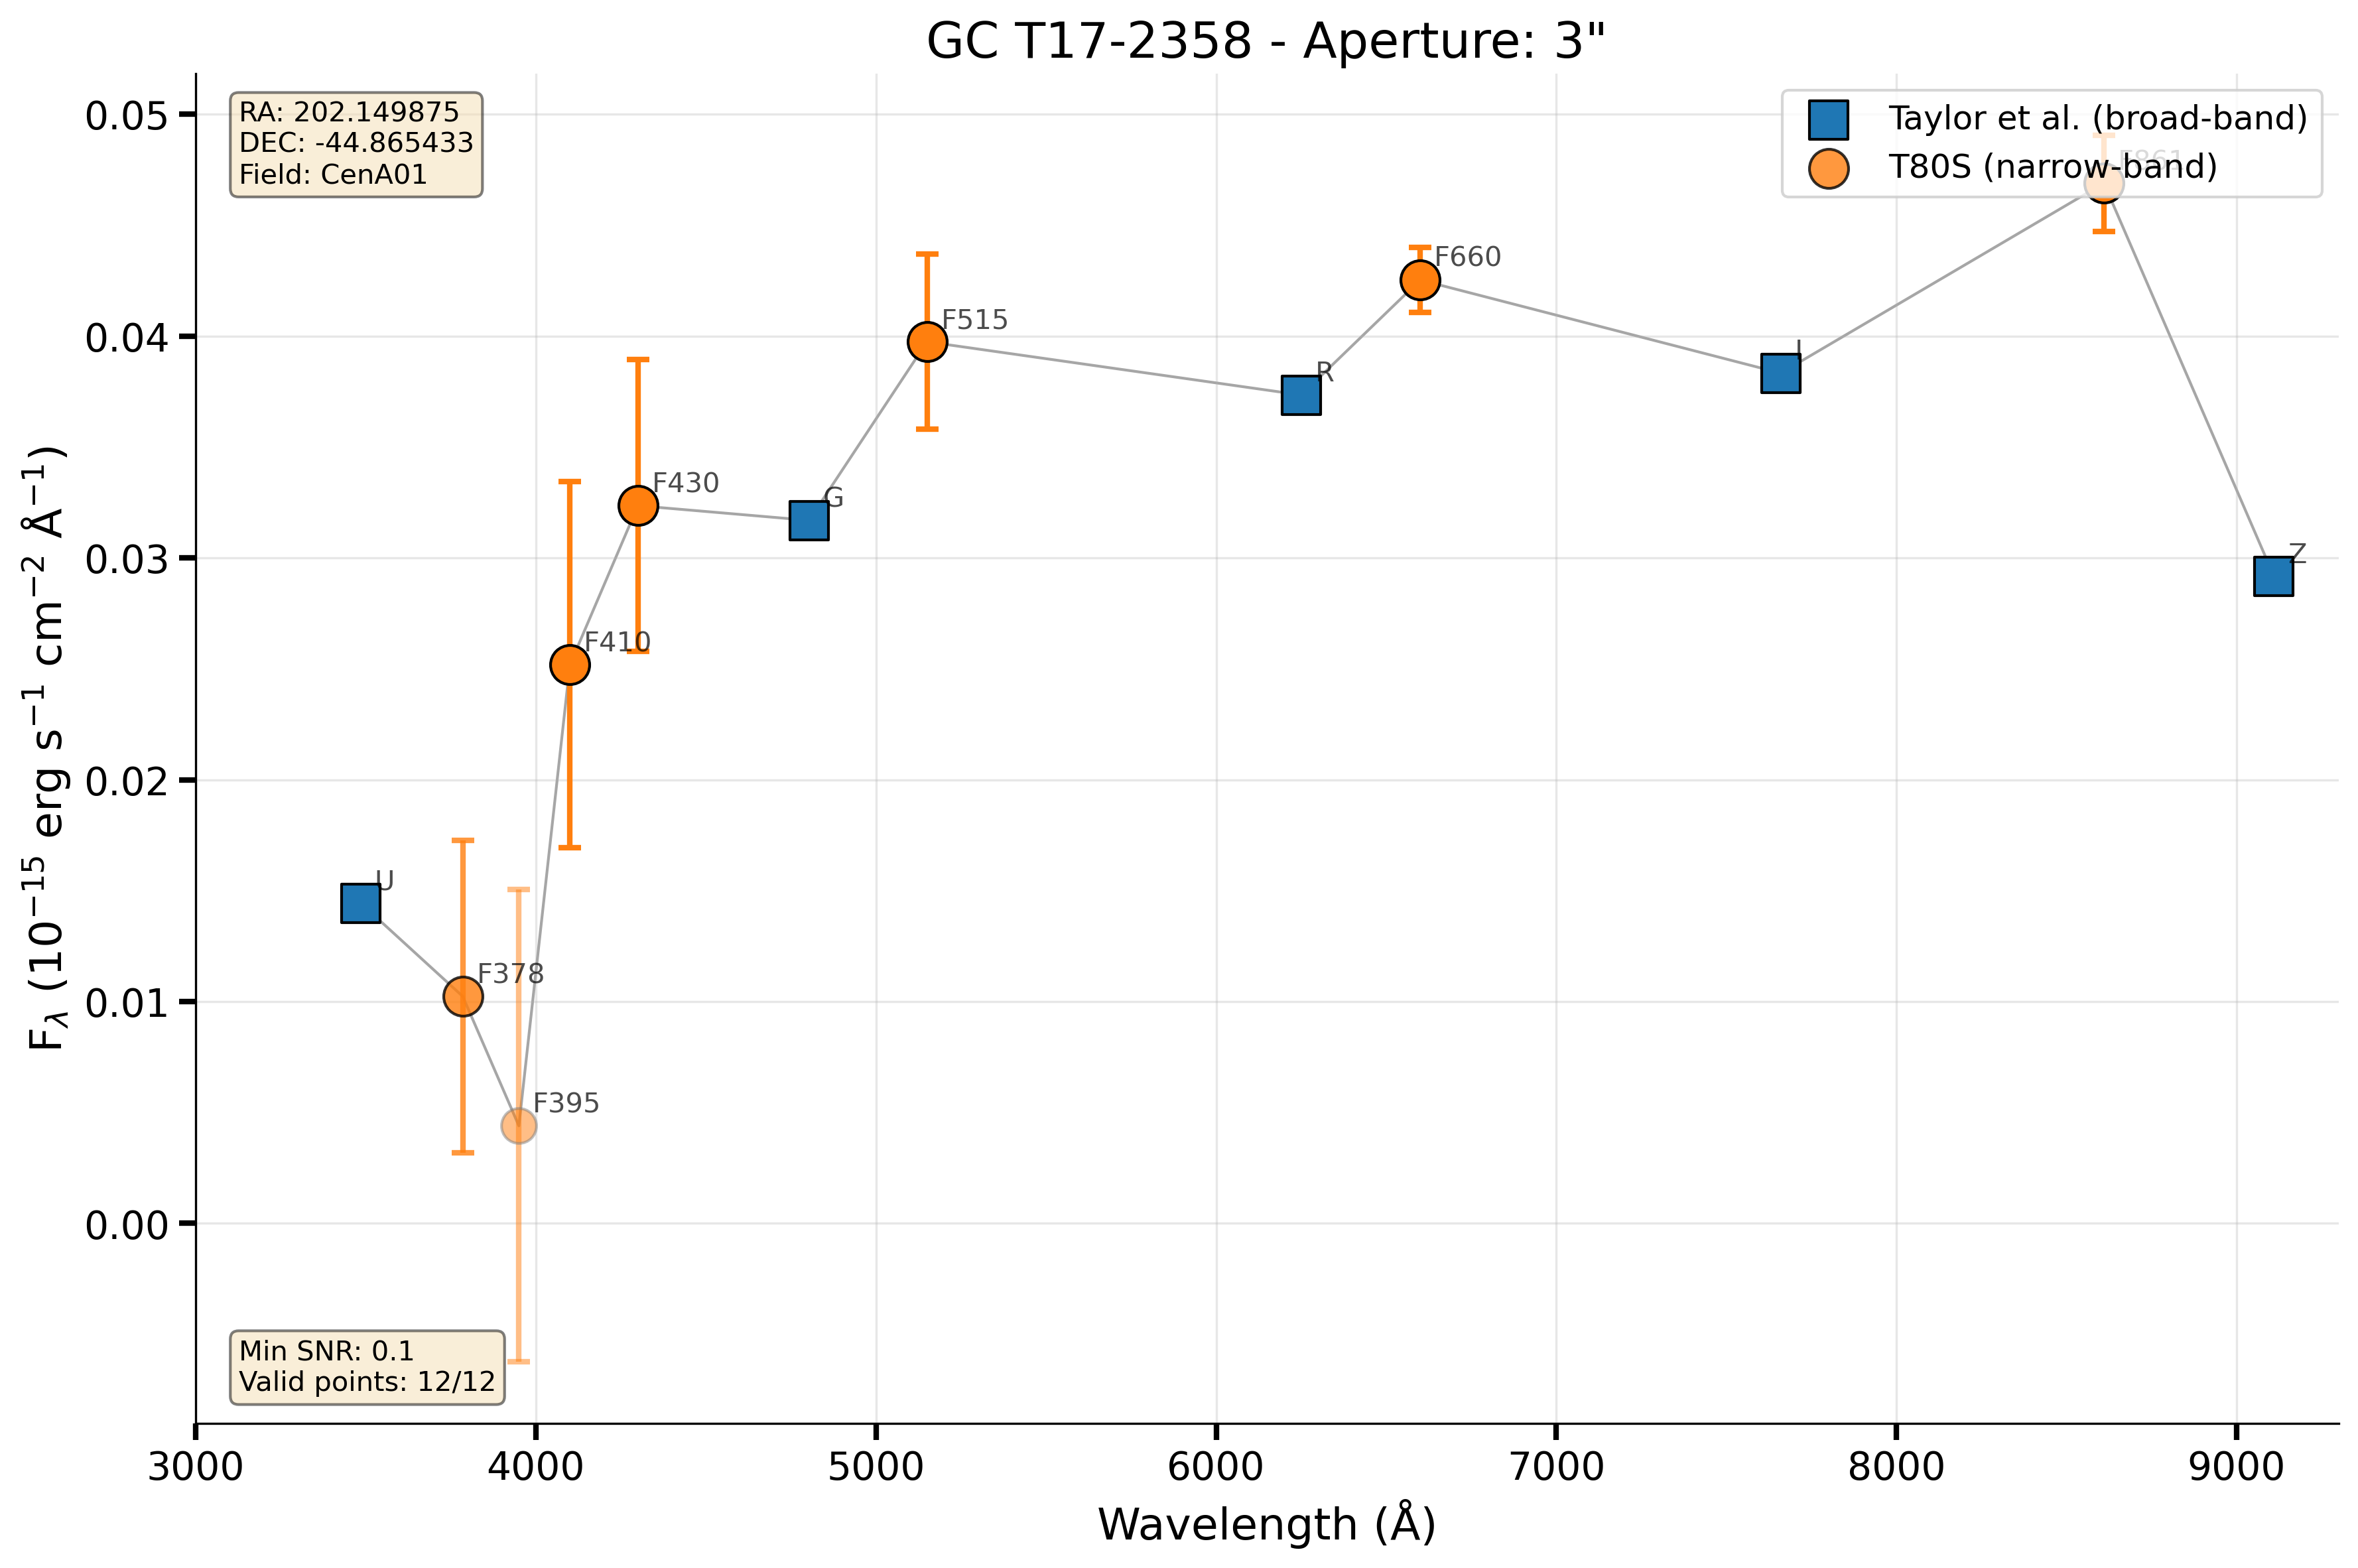 GC T17-2358 - Aperture: 3"
RA: 202.149875
DEC: -44.865433
Field: CenA01
Taylor et al. (broad-band)
T80S (narrow-band)
F861
F660
F515
I
R
F430
G
Z
F410
U
F378
F395
Min SNR: 0.1
Valid points: 12/12
0.05
0.04
0.03
0.02
0.01
0.00
F_λ (10⁻¹⁵ erg s⁻¹ cm⁻² Å⁻¹)
3000 4000 5000 6000 7000 8000 9000
Wavelength (Å)